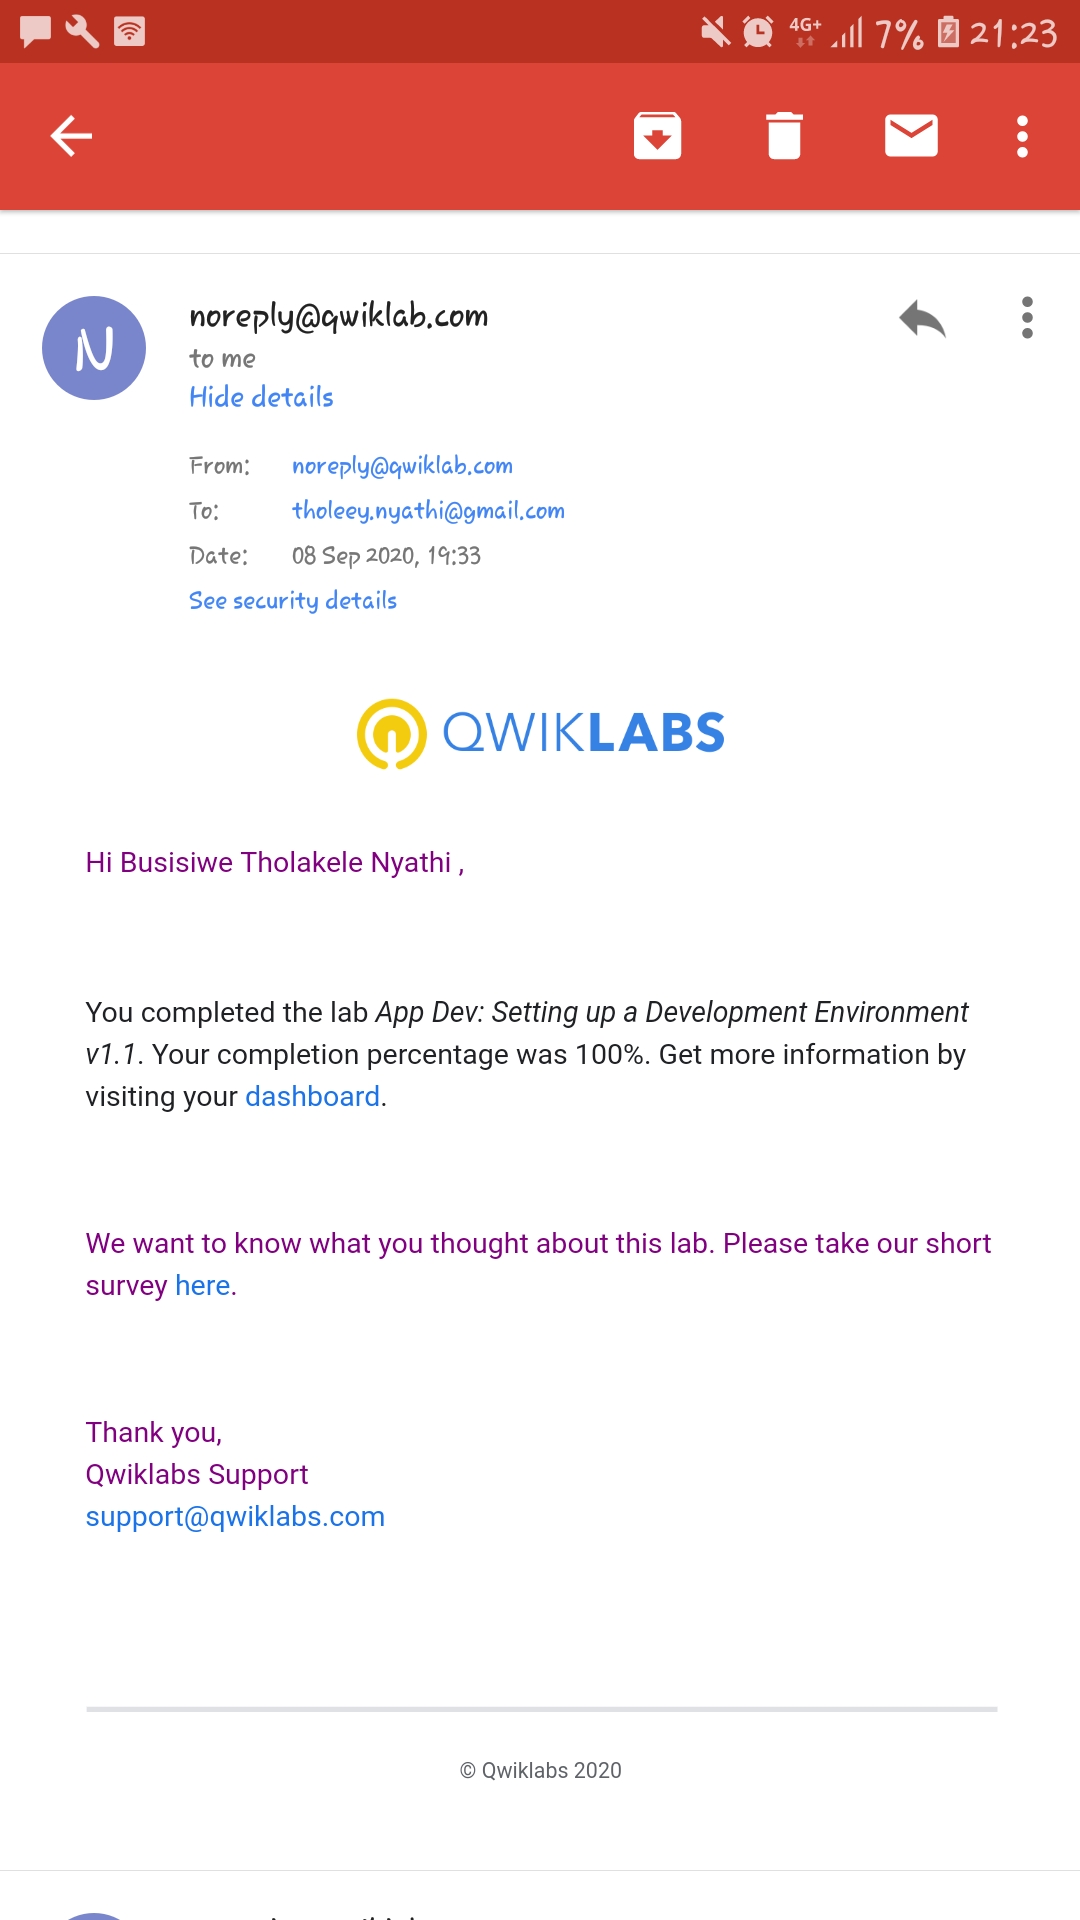 4G+ 7% 21:23
N
noreply@qwiklab.com
to me
Hide details
From: noreply@qwiklab.com
To: tholeey.nyathi@gmail.com
Date: 08 Sep 2020, 19:33
See security details
QWIKLABS
Hi Busisiwe Tholakele Nyathi ,
You completed the lab App Dev: Setting up a Development Environment
v1.1. Your completion percentage was 100%. Get more information by
visiting your dashboard.
We want to know what you thought about this lab. Please take our short
survey here.
Thank you,
Qwiklabs Support
support@qwiklabs.com
© Qwiklabs 2020